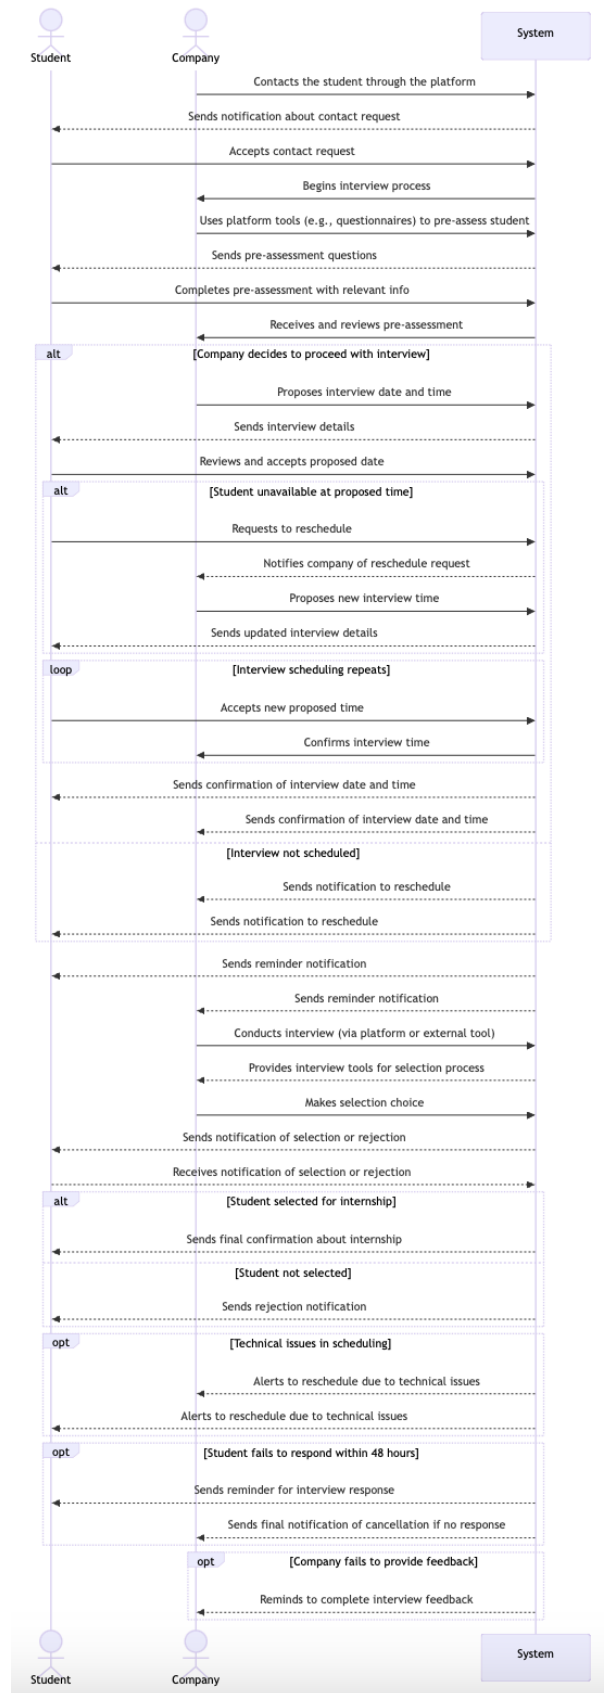 Student
Company
System
Contacts the student through the platform
Sends notification about contact request
Accepts contact request
Begins interview process
Uses platform tools (e.g., questionnaires) to pre-assess student
Sends pre-assessment questions
Completes pre-assessment with relevant info
Receives and reviews pre-assessment
alt
[Company decides to proceed with interview]
Proposes interview date and time
Sends interview details
Reviews and accepts proposed date
alt
[Student unavailable at proposed time]
Requests to reschedule
Notifies company of reschedule request
Proposes new interview time
Sends updated interview details
loop
[Interview scheduling repeats]
Accepts new proposed time
Confirms interview time
Sends confirmation of interview date and time
Sends confirmation of interview date and time
[Interview not scheduled]
Sends notification to reschedule
Sends notification to reschedule
Sends reminder notification
Sends reminder notification
Conducts interview (via platform or external tool)
Provides interview tools for selection process
Makes selection choice
Sends notification of selection or rejection
Receives notification of selection or rejection
alt
[Student selected for internship]
Sends final confirmation about internship
[Student not selected]
Sends rejection notification
opt
[Technical issues in scheduling]
Alerts to reschedule due to technical issues
Alerts to reschedule due to technical issues
opt
[Student fails to respond within 48 hours]
Sends reminder for interview response
Sends final notification of cancellation if no response
opt
[Company fails to provide feedback]
Reminds to complete interview feedback
Student
Company
System